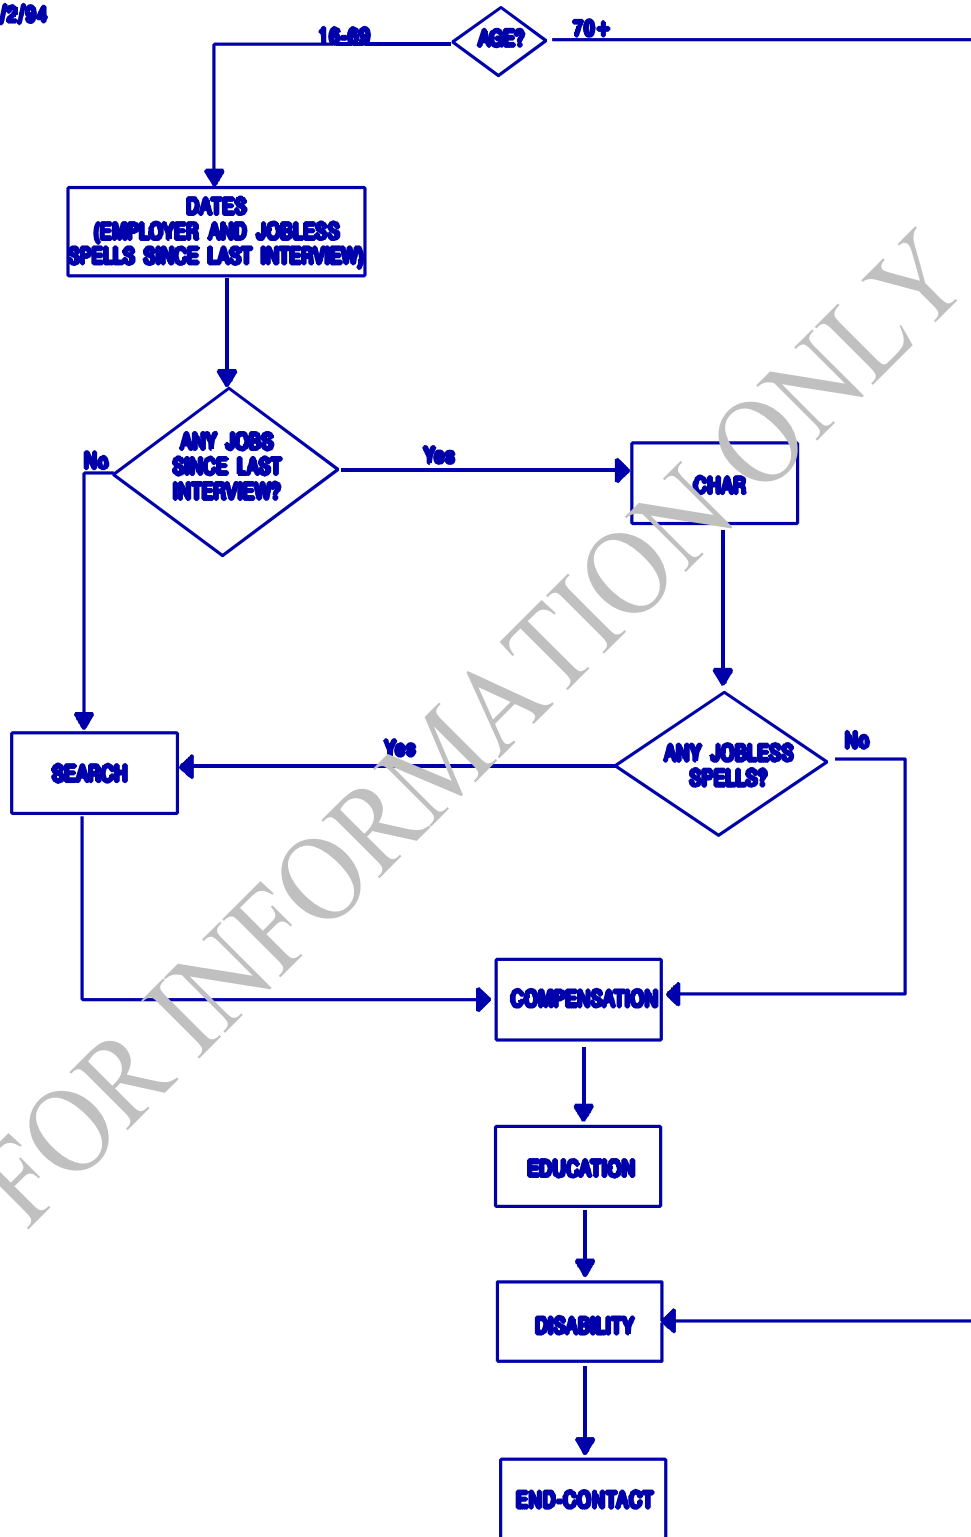 /2/94
AGE?
16-69
70+
DATES
(EMPLOYER AND JOBLESS
SPELLS SINCE LAST INTERVIEW)
ANY JOBS
SINCE LAST
INTERVIEW?
No
Yes
CHAR
ANY JOBLESS
SPELLS?
Yes
No
SEARCH
COMPENSATION
EDUCATION
DISABILITY
END-CONTACT
FOR INFORMATION ONLY